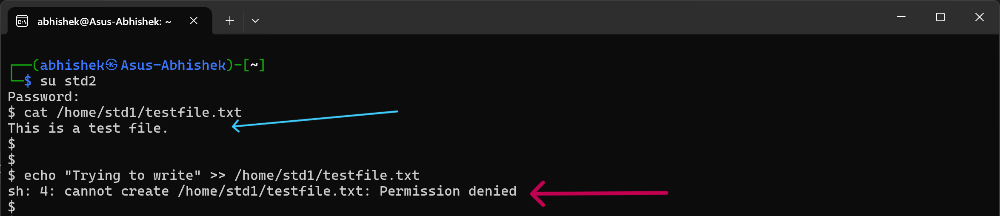 abhishek@Asus-Abhishek: ~
(abhishek㉿Asus-Abhishek)-[~]
$ su std2
Password:
$ cat /home/std1/testfile.txt
This is a test file.
$
$
$ echo "Trying to write" >> /home/std1/testfile.txt
sh: 4: cannot create /home/std1/testfile.txt: Permission denied
$